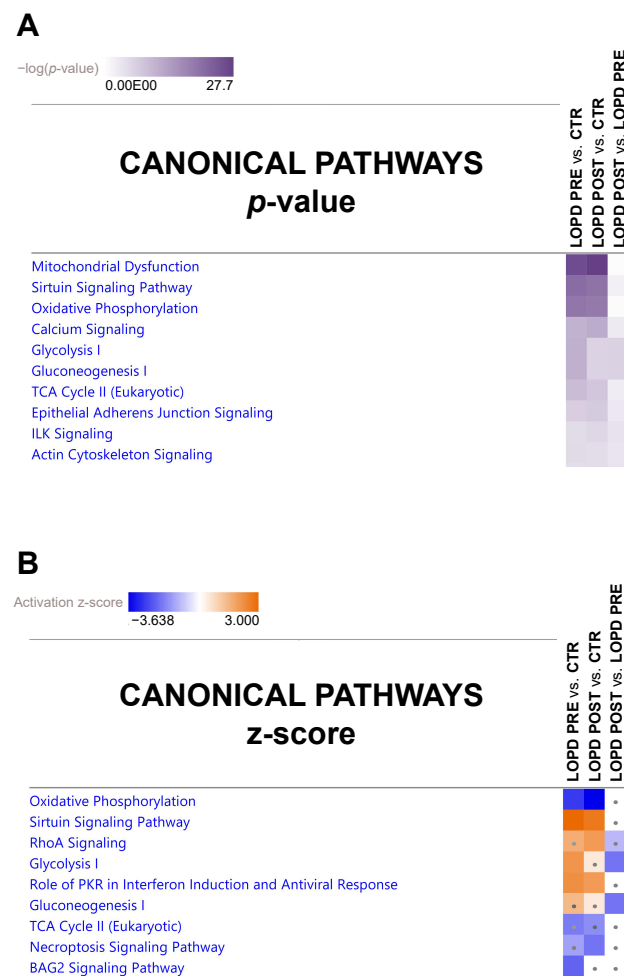 A
−log(p-value)
0.00E00 27.7
CANONICAL PATHWAYS
p-value
LOPD PRE vs. CTR
LOPD POST vs. CTR
LOPD POST vs. LOPD PRE
Mitochondrial Dysfunction
Sirtuin Signaling Pathway
Oxidative Phosphorylation
Calcium Signaling
Glycolysis I
Gluconeogenesis I
TCA Cycle II (Eukaryotic)
Epithelial Adherens Junction Signaling
ILK Signaling
Actin Cytoskeleton Signaling
B
Activation z-score
−3.638 3.000
CANONICAL PATHWAYS
z-score
LOPD PRE vs. CTR
LOPD POST vs. CTR
LOPD POST vs. LOPD PRE
Oxidative Phosphorylation
Sirtuin Signaling Pathway
RhoA Signaling
Glycolysis I
Role of PKR in Interferon Induction and Antiviral Response
Gluconeogenesis I
TCA Cycle II (Eukaryotic)
Necroptosis Signaling Pathway
BAG2 Signaling Pathway